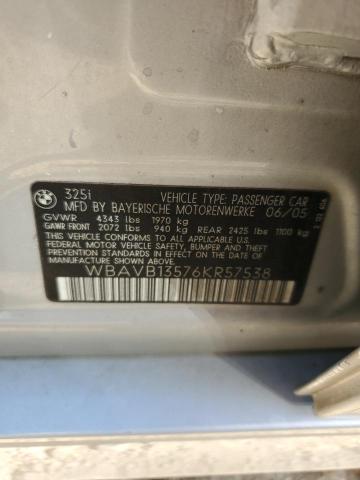 BMW
325i VEHICLE TYPE: PASSENGER CAR
MFD BY BAYERISCHE MOTORENWERKE 06/05
GVWR 4343 lbs 1970 kg
GAWR FRONT 2072 lbs 940 kg REAR 2425 lbs 1100 kg
THIS MOTOR VEHICLE CONFORMS TO ALL APPLICABLE U.S.
FEDERAL MOTOR VEHICLE SAFETY, BUMPER AND THEFT
PREVENTION STANDARDS IN EFFECT ON THE DATE OF
MANUFACTURE SHOWN ABOVE
WBAVB13576KR57538